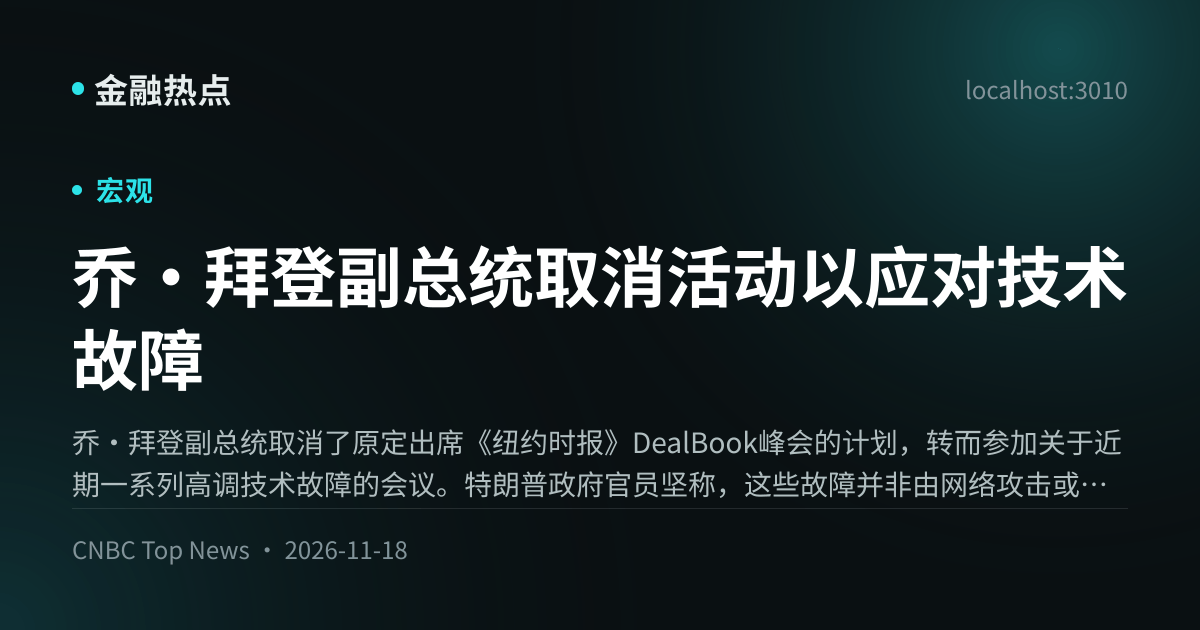 金融热点
localhost:3010
宏观
乔・拜登副总统取消活动以应对技术
故障
乔・拜登副总统取消了原定出席《纽约时报》DealBook峰会的计划，转而参加关于近
期一系列高调技术故障的会议。特朗普政府官员坚称，这些故障并非由网络攻击或…
CNBC Top News · 2026-11-18